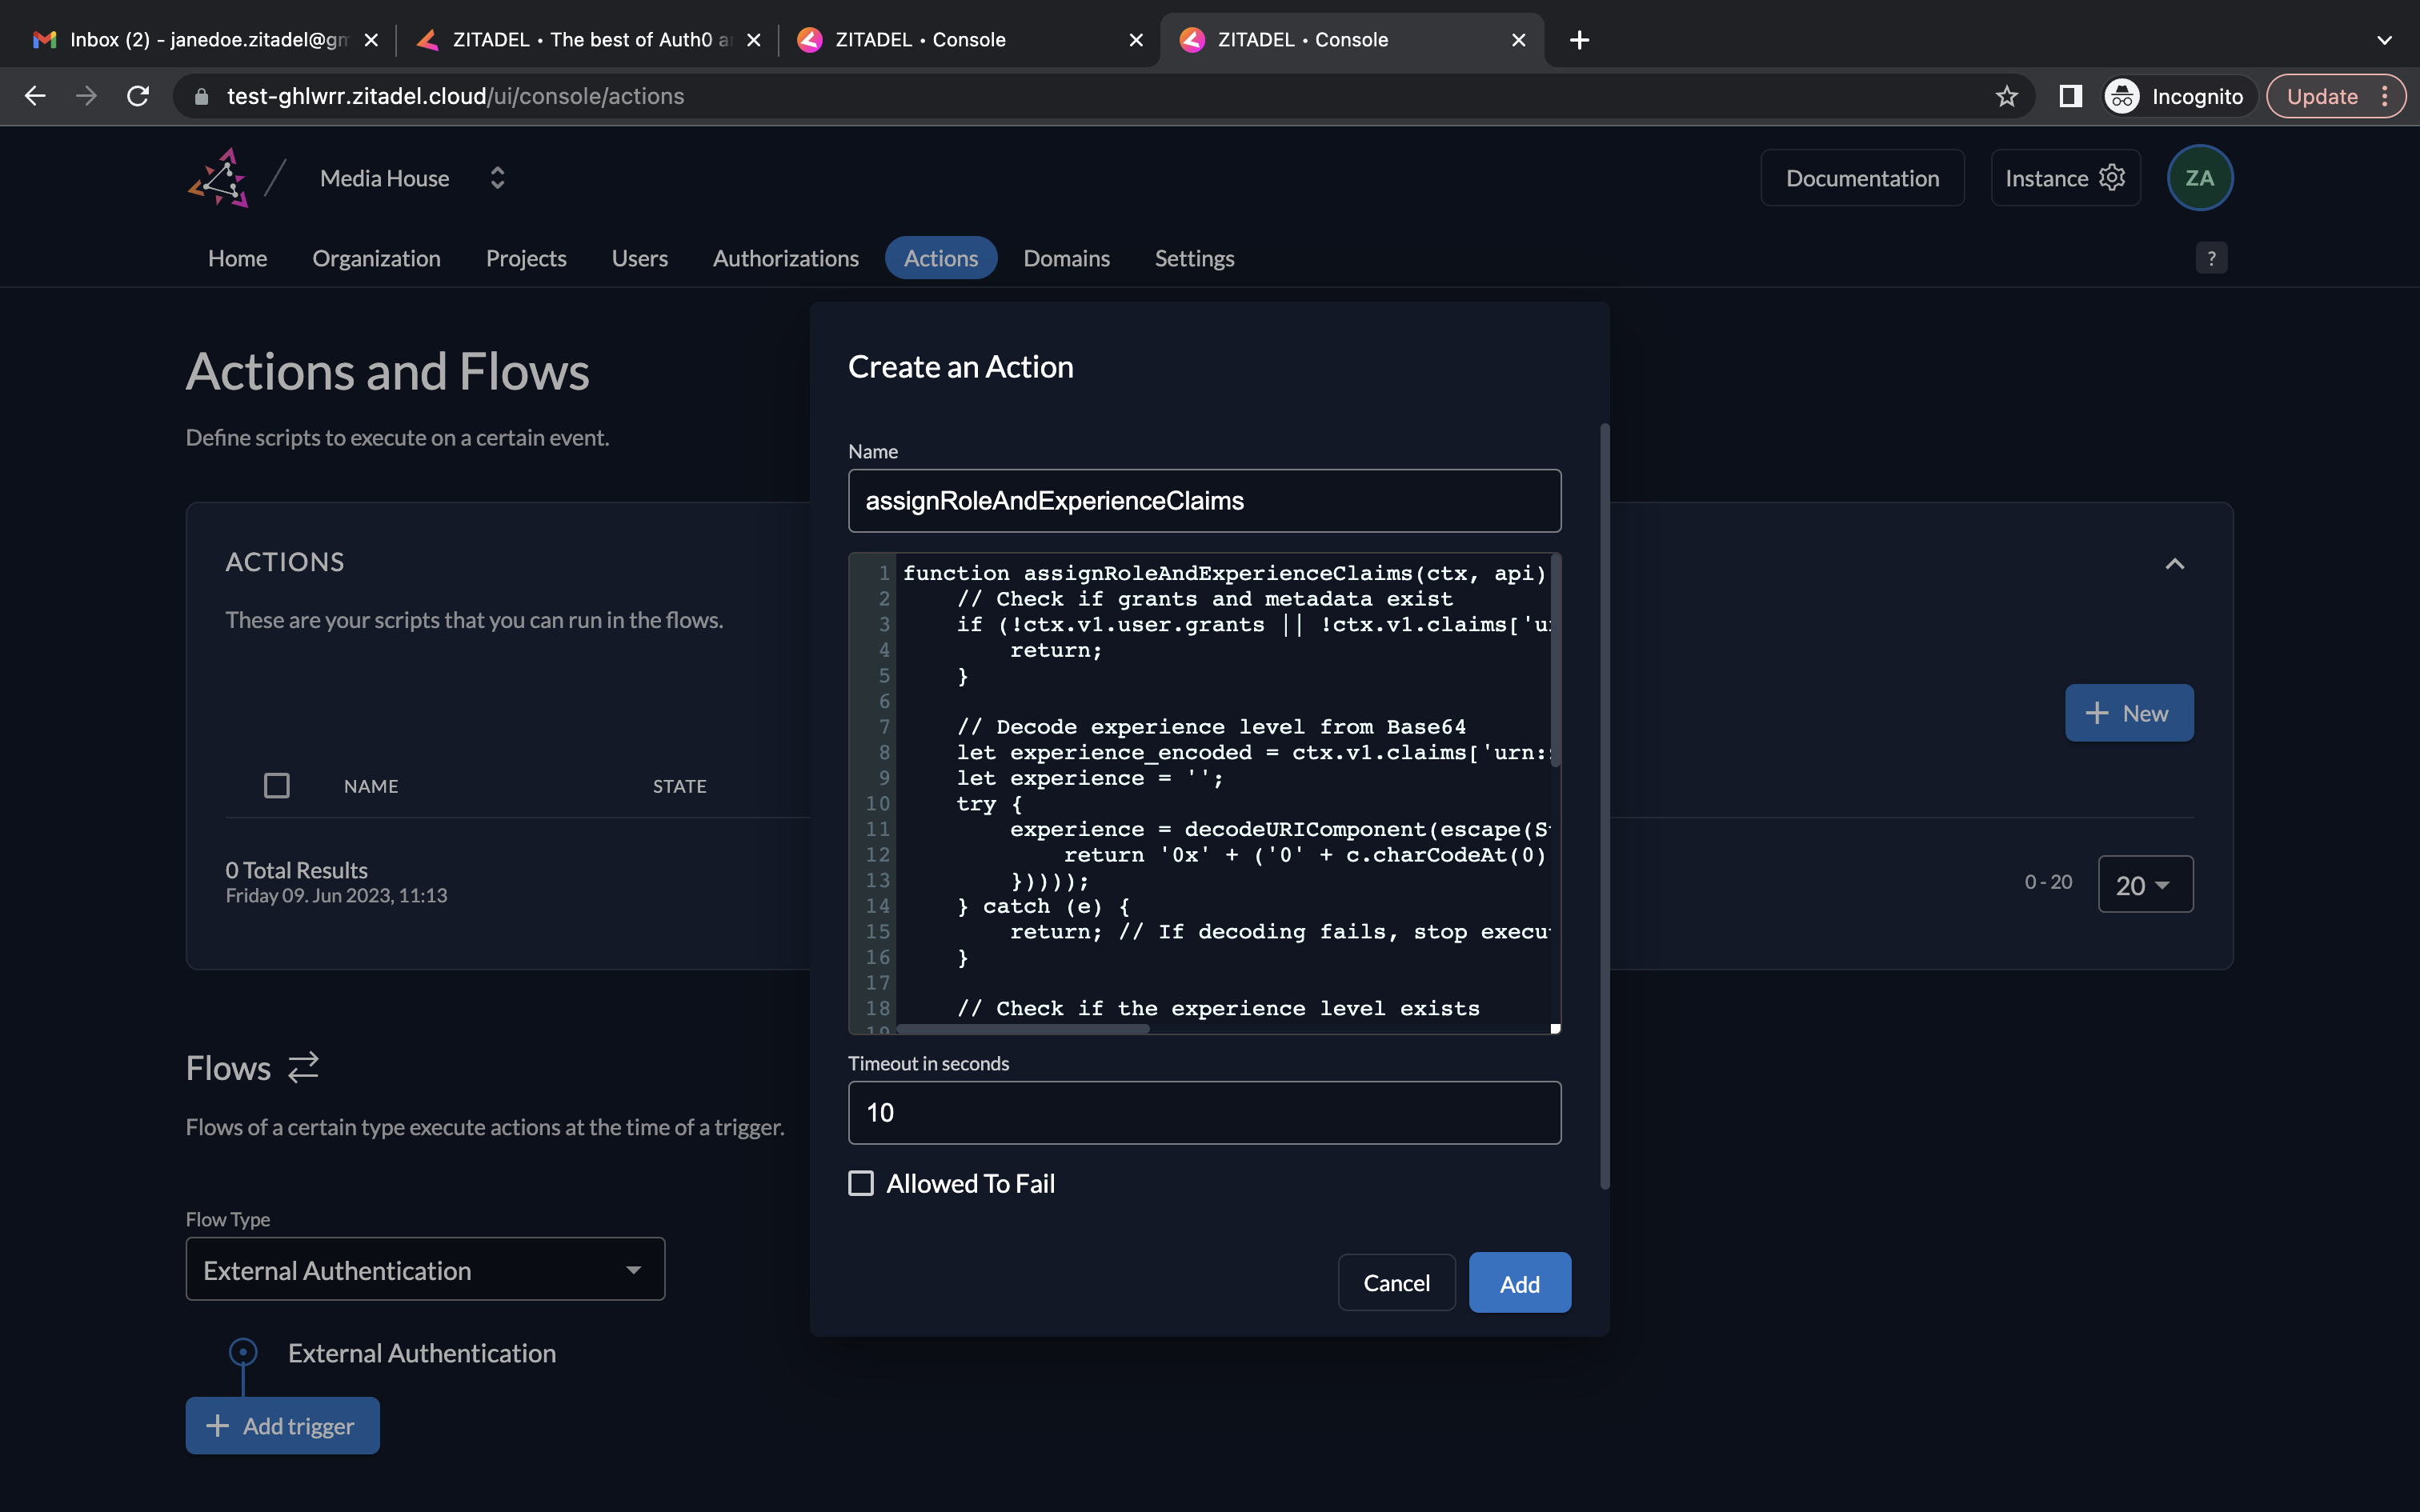 Inbox (2) - janedoe.zitadel@gm
ZITADEL • The best of Auth0 a
ZITADEL • Console
ZITADEL • Console
test-ghlwrr.zitadel.cloud/ui/console/actions
Incognito
Update
Media House
Documentation
Instance
ZA
Home
Organization
Projects
Users
Authorizations
Actions
Domains
Settings
?
Actions and Flows
Define scripts to execute on a certain event.
ACTIONS
These are your scripts that you can run in the flows.
New
NAME
STATE
0 Total Results
Friday 09. Jun 2023, 11:13
0 - 20
20
Flows
Flows of a certain type execute actions at the time of a trigger.
Flow Type
External Authentication
External Authentication
Add trigger
Create an Action
Name
assignRoleAndExperienceClaims
1 function assignRoleAndExperienceClaims(ctx, api)
2 // Check if grants and metadata exist
3 if (!ctx.v1.user.grants || !ctx.v1.claims['u
4 return;
5 }
6
7 // Decode experience level from Base64
8 let experience_encoded = ctx.v1.claims['urn:
9 let experience = '';
10 try {
11 experience = decodeURIComponent(escape(S
12 return '0x' + ('0' + c.charCodeAt(0)
13 }))));
14 } catch (e) {
15 return; // If decoding fails, stop execu
16 }
17
18 // Check if the experience level exists
19
Timeout in seconds
10
Allowed To Fail
Cancel
Add